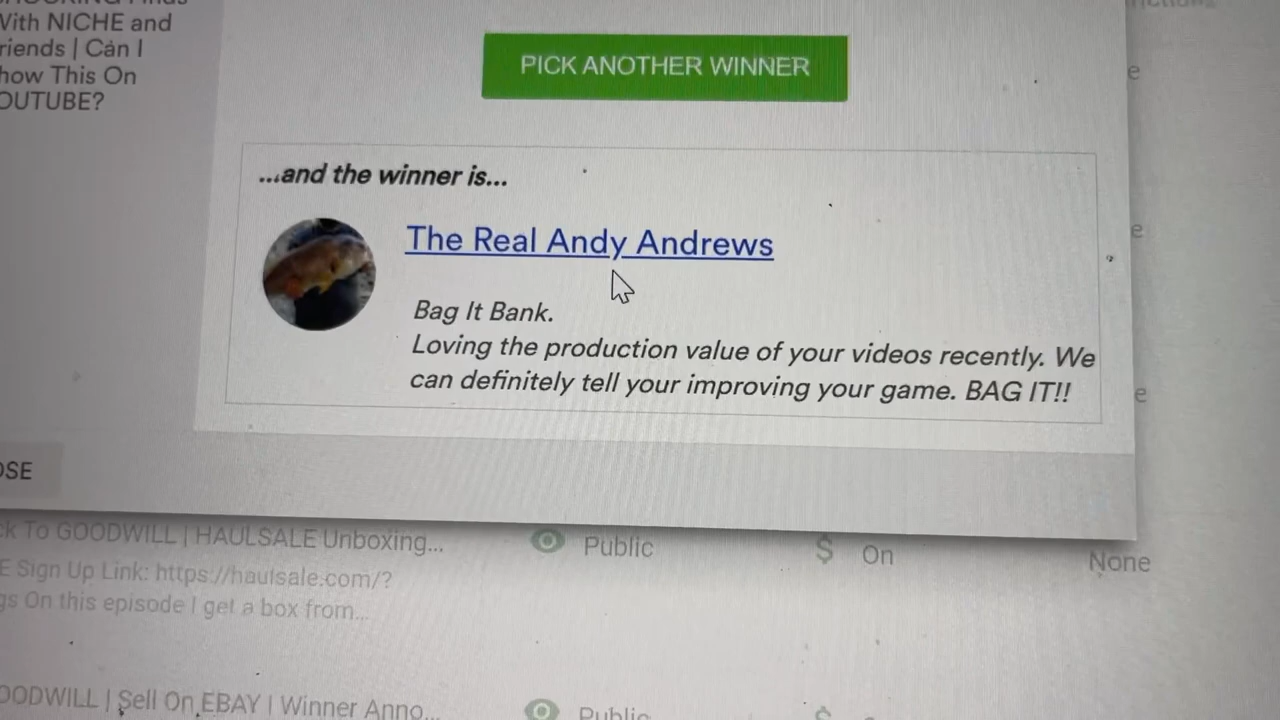 With NICHE and
riends | Can I
how This On
OUTUBE?
PICK ANOTHER WINNER
...and the winner is...
The Real Andy Andrews
Bag It Bank.
Loving the production value of your videos recently. We
can definitely tell your improving your game. BAG IT!!
OSE
ck To GOODWILL | HAULSALE Unboxing...
Public
$ On
None
E Sign Up Link: https://haulsale.com/?
gs On this episode I get a box from...
OODWILL | Sell On EBAY | Winner Anno...
Public